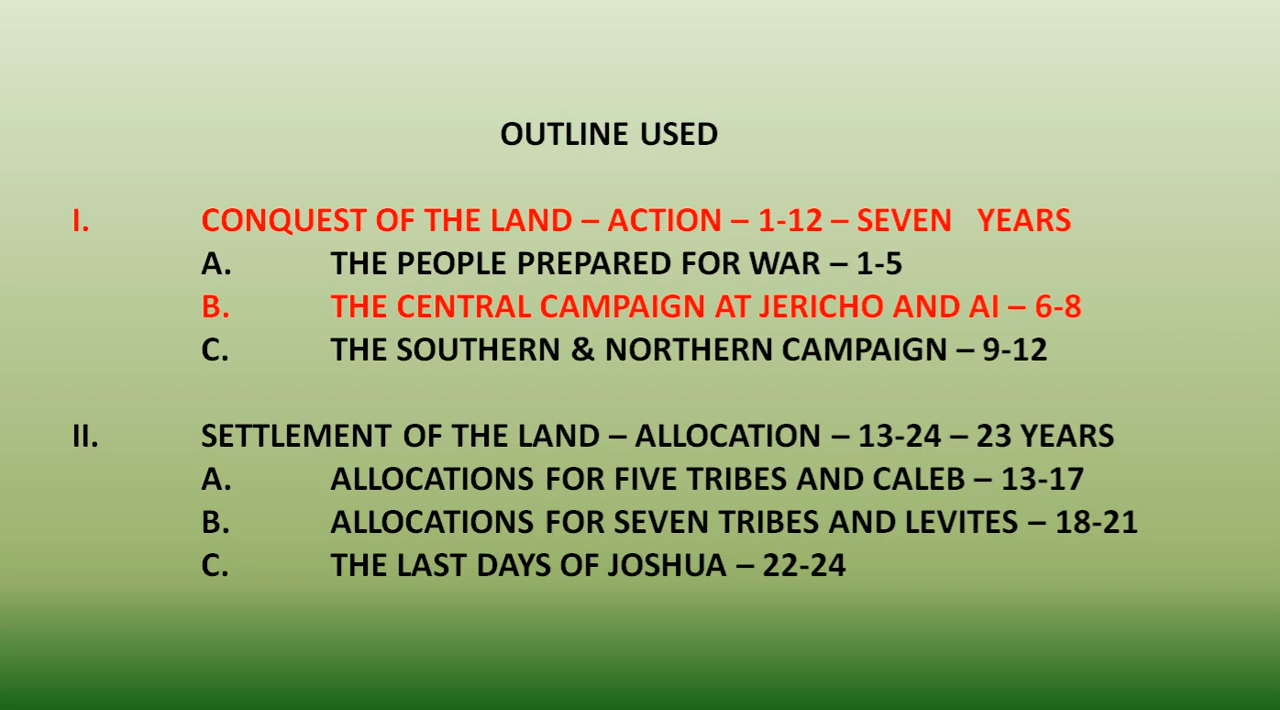 OUTLINE USED
I. CONQUEST OF THE LAND – ACTION – 1-12 – SEVEN YEARS
A. THE PEOPLE PREPARED FOR WAR – 1-5
B. THE CENTRAL CAMPAIGN AT JERICHO AND AI – 6-8
C. THE SOUTHERN & NORTHERN CAMPAIGN – 9-12
II. SETTLEMENT OF THE LAND – ALLOCATION – 13-24 – 23 YEARS
A. ALLOCATIONS FOR FIVE TRIBES AND CALEB – 13-17
B. ALLOCATIONS FOR SEVEN TRIBES AND LEVITES – 18-21
C. THE LAST DAYS OF JOSHUA – 22-24